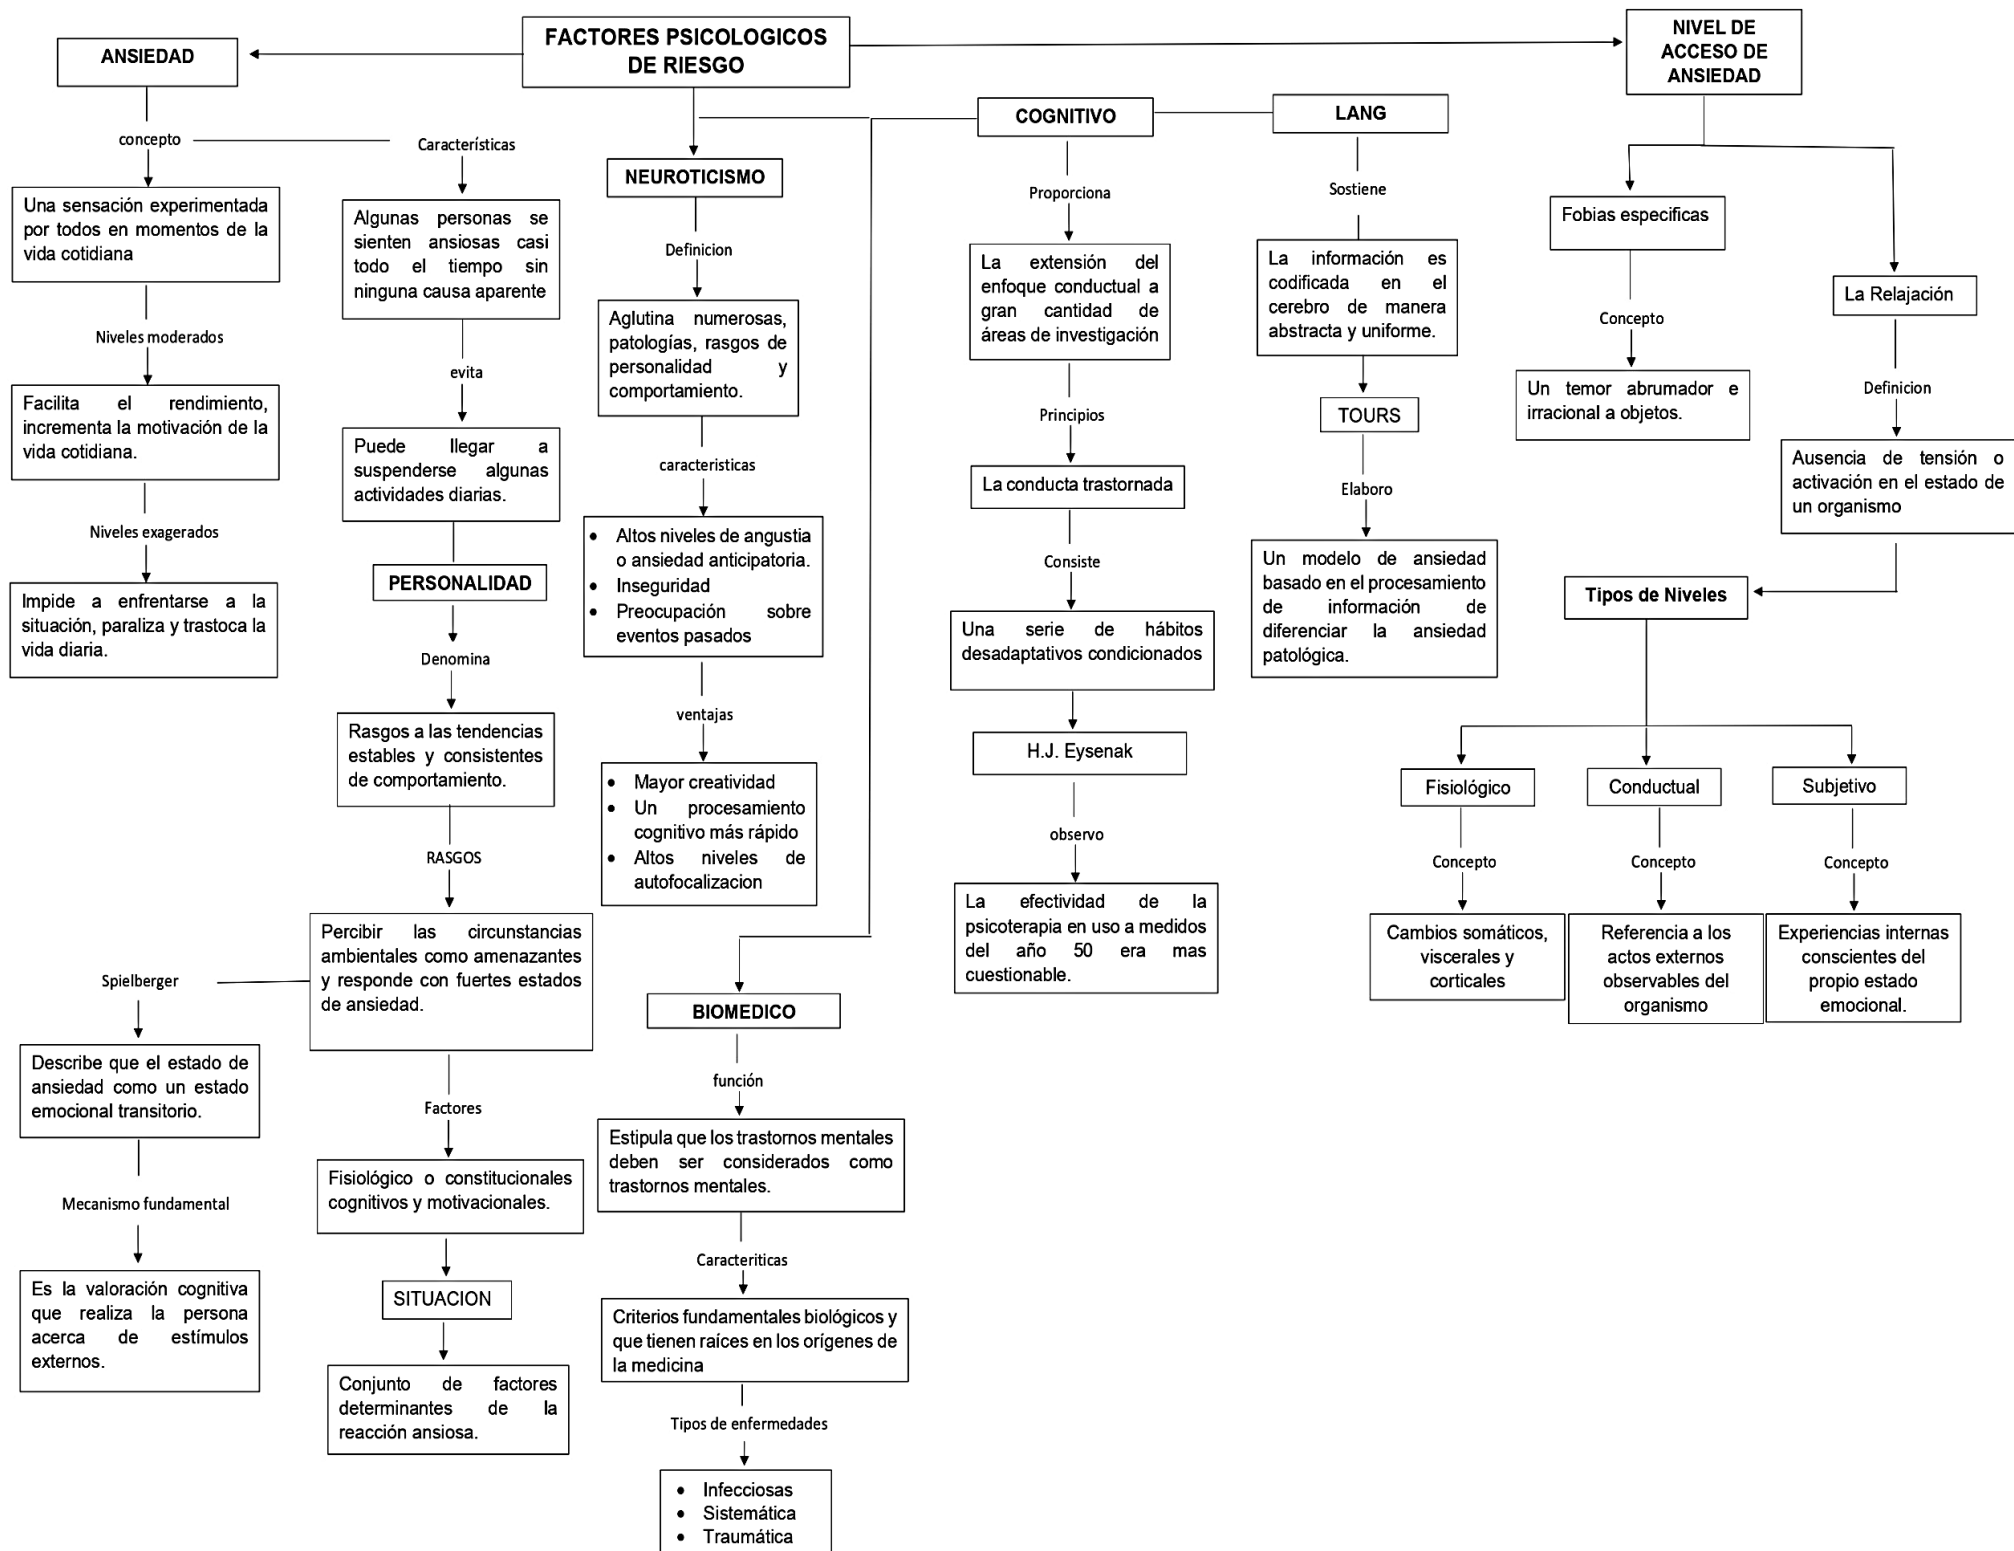 FACTORES PSICOLOGICOS
DE RIESGO
ANSIEDAD
concepto
Una sensación experimentada
por todos en momentos de la
vida cotidiana
Niveles moderados
Facilita el rendimiento,
incrementa la motivación de la
vida cotidiana.
Niveles exagerados
Impide a enfrentarse a la
situación, paraliza y trastoca la
vida diaria.
Características
Algunas personas se
sienten ansiosas casi
todo el tiempo sin
ninguna causa aparente
evita
Puede llegar a
suspenderse algunas
actividades diarias.
PERSONALIDAD
Denomina
Rasgos a las tendencias
estables y consistentes
de comportamiento.
RASGOS
Percibir las circunstancias
ambientales como amenazantes
y responde con fuertes estados
de ansiedad.
Spielberger
Describe que el estado de
ansiedad como un estado
emocional transitorio.
Mecanismo fundamental
Es la valoración cognitiva
que realiza la persona
acerca de estímulos
externos.
Factores
Fisiológico o constitucionales
cognitivos y motivacionales.
SITUACION
Conjunto de factores
determinantes de la
reacción ansiosa.
NEUROTICISMO
Definicion
Aglutina numerosas,
patologías, rasgos de
personalidad y
comportamiento.
caracteristicas
• Altos niveles de angustia
o ansiedad anticipatoria.
• Inseguridad
• Preocupación sobre
eventos pasados
ventajas
• Mayor creatividad
• Un procesamiento
cognitivo más rápido
• Altos niveles de
autofocalizacion
BIOMEDICO
función
Estipula que los trastornos mentales
deben ser considerados como
trastornos mentales.
Caracteriticas
Criterios fundamentales biológicos y
que tienen raíces en los orígenes de
la medicina
Tipos de enfermedades
• Infecciosas
• Sistemática
• Traumática
COGNITIVO
Proporciona
La extensión del
enfoque conductual a
gran cantidad de
áreas de investigación
Principios
La conducta trastornada
Consiste
Una serie de hábitos
desadaptativos condicionados
H.J. Eysenak
observo
La efectividad de la
psicoterapia en uso a medidos
del año 50 era mas
cuestionable.
LANG
Sostiene
La información es
codificada en el
cerebro de manera
abstracta y uniforme.
TOURS
Elaboro
Un modelo de ansiedad
basado en el procesamiento
de información de
diferenciar la ansiedad
patológica.
NIVEL DE
ACCESO DE
ANSIEDAD
Fobias especificas
Concepto
Un temor abrumador e
irracional a objetos.
La Relajación
Definicion
Ausencia de tensión o
activación en el estado de
un organismo
Tipos de Niveles
Fisiológico
Concepto
Cambios somáticos,
viscerales y
corticales
Conductual
Concepto
Referencia a los
actos externos
observables del
organismo
Subjetivo
Concepto
Experiencias internas
conscientes del
propio estado
emocional.